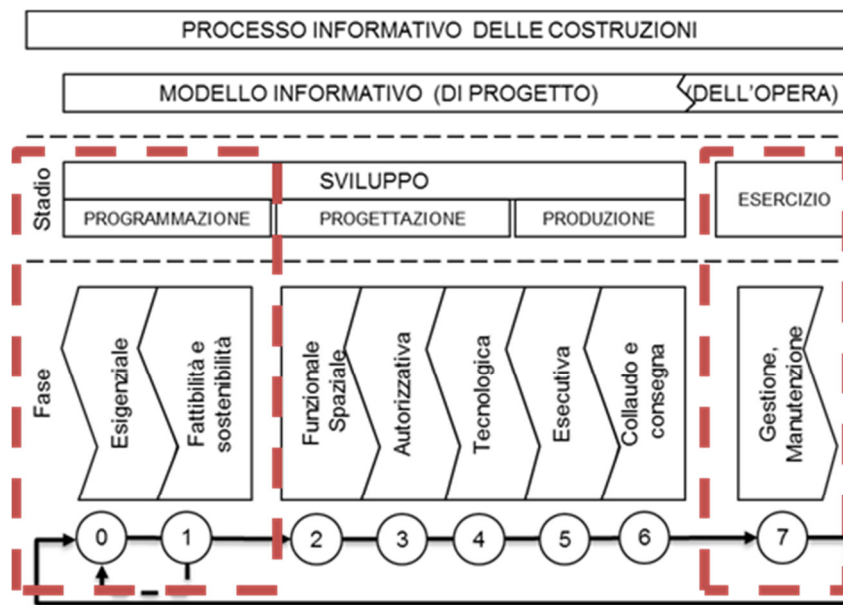 PROCESSO INFORMATIVO DELLE COSTRUZIONI
MODELLO INFORMATIVO (DI PROGETTO)
(DELL'OPERA)
Stadio
SVILUPPO
PROGRAMMAZIONE
PROGETTAZIONE
PRODUZIONE
ESERCIZIO
Fase
Esigenziale
Fattibilità e
sostenibilità
Funzionale
Spaziale
Autorizzativa
Tecnologica
Esecutiva
Collaudo e
consegna
Gestione,
Manutenzione
0
1
2
3
4
5
6
7